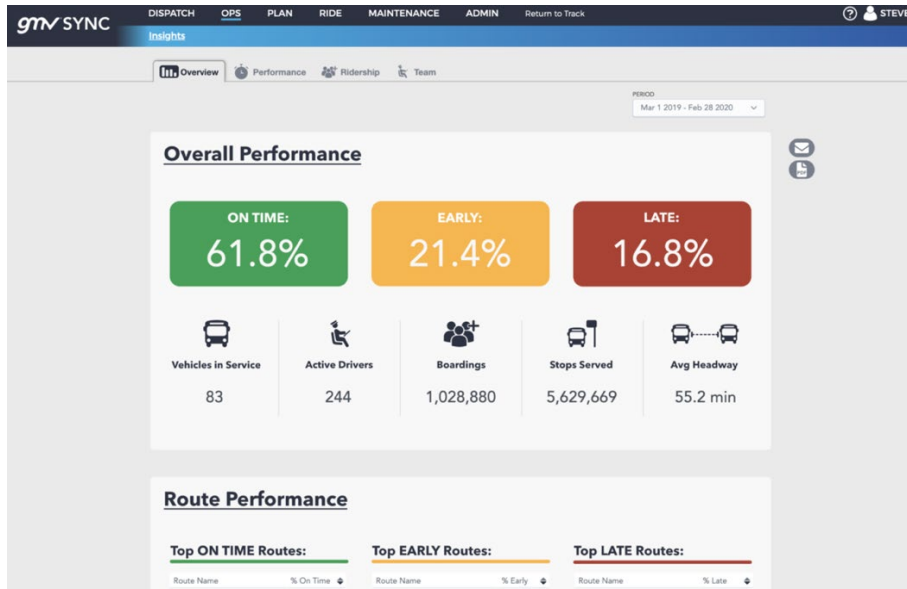 gmv SYNC
DISPATCH OPS PLAN RIDE MAINTENANCE ADMIN Return to Track
STEVE
Insights
Overview Performance Ridership Team
PERIOD
Mar 1 2019 - Feb 28 2020
Overall Performance
ON TIME: EARLY: LATE:
61.8% 21.4% 16.8%
Vehicles in Service Active Drivers Boardings Stops Served Avg Headway
83 244 1,028,880 5,629,669 55.2 min
PDF
Route Performance
Top ON TIME Routes: Top EARLY Routes: Top LATE Routes:
Route Name % On Time Route Name % Early Route Name % Late